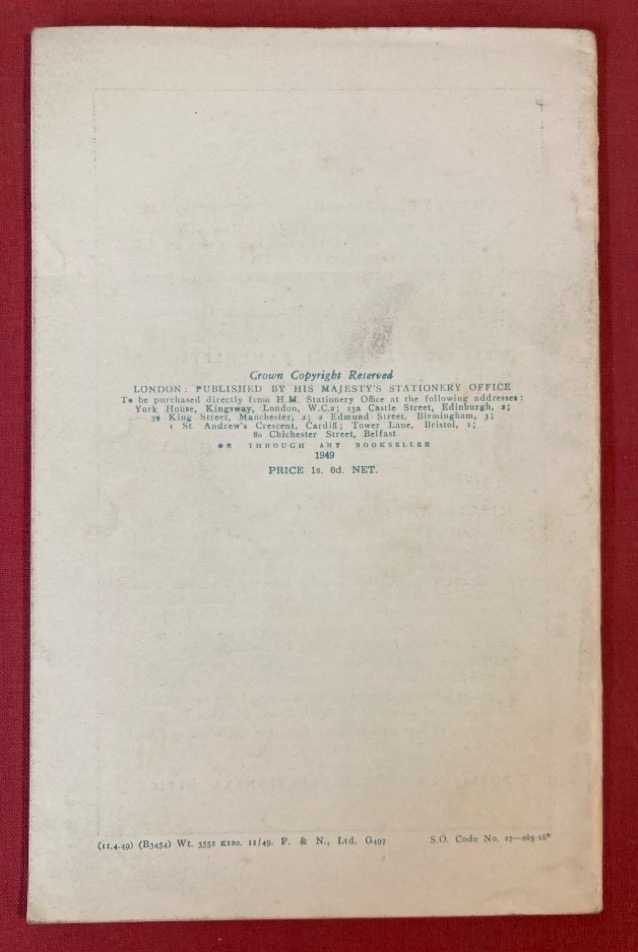 Crown Copyright Reserved
LONDON: PUBLISHED BY HIS MAJESTY'S STATIONERY OFFICE
To be purchased directly from H.M. Stationery Office at the following addresses:
York House, Kingsway, London, W.C.2; 13a Castle Street, Edinburgh, 2;
39 King Street, Manchester, 2; 2 Edmund Street, Birmingham, 3;
1 St. Andrew's Crescent, Cardiff; Tower Lane, Bristol, 1;
80 Chichester Street, Belfast
OR THROUGH ANY BOOKSELLER
1949
PRICE 1s. 0d. NET.
(11.4-49) (B3454) Wt. 3552 K120. 11/49. P. & N., Ltd. G497
S.O. Code No. 27—265-28*